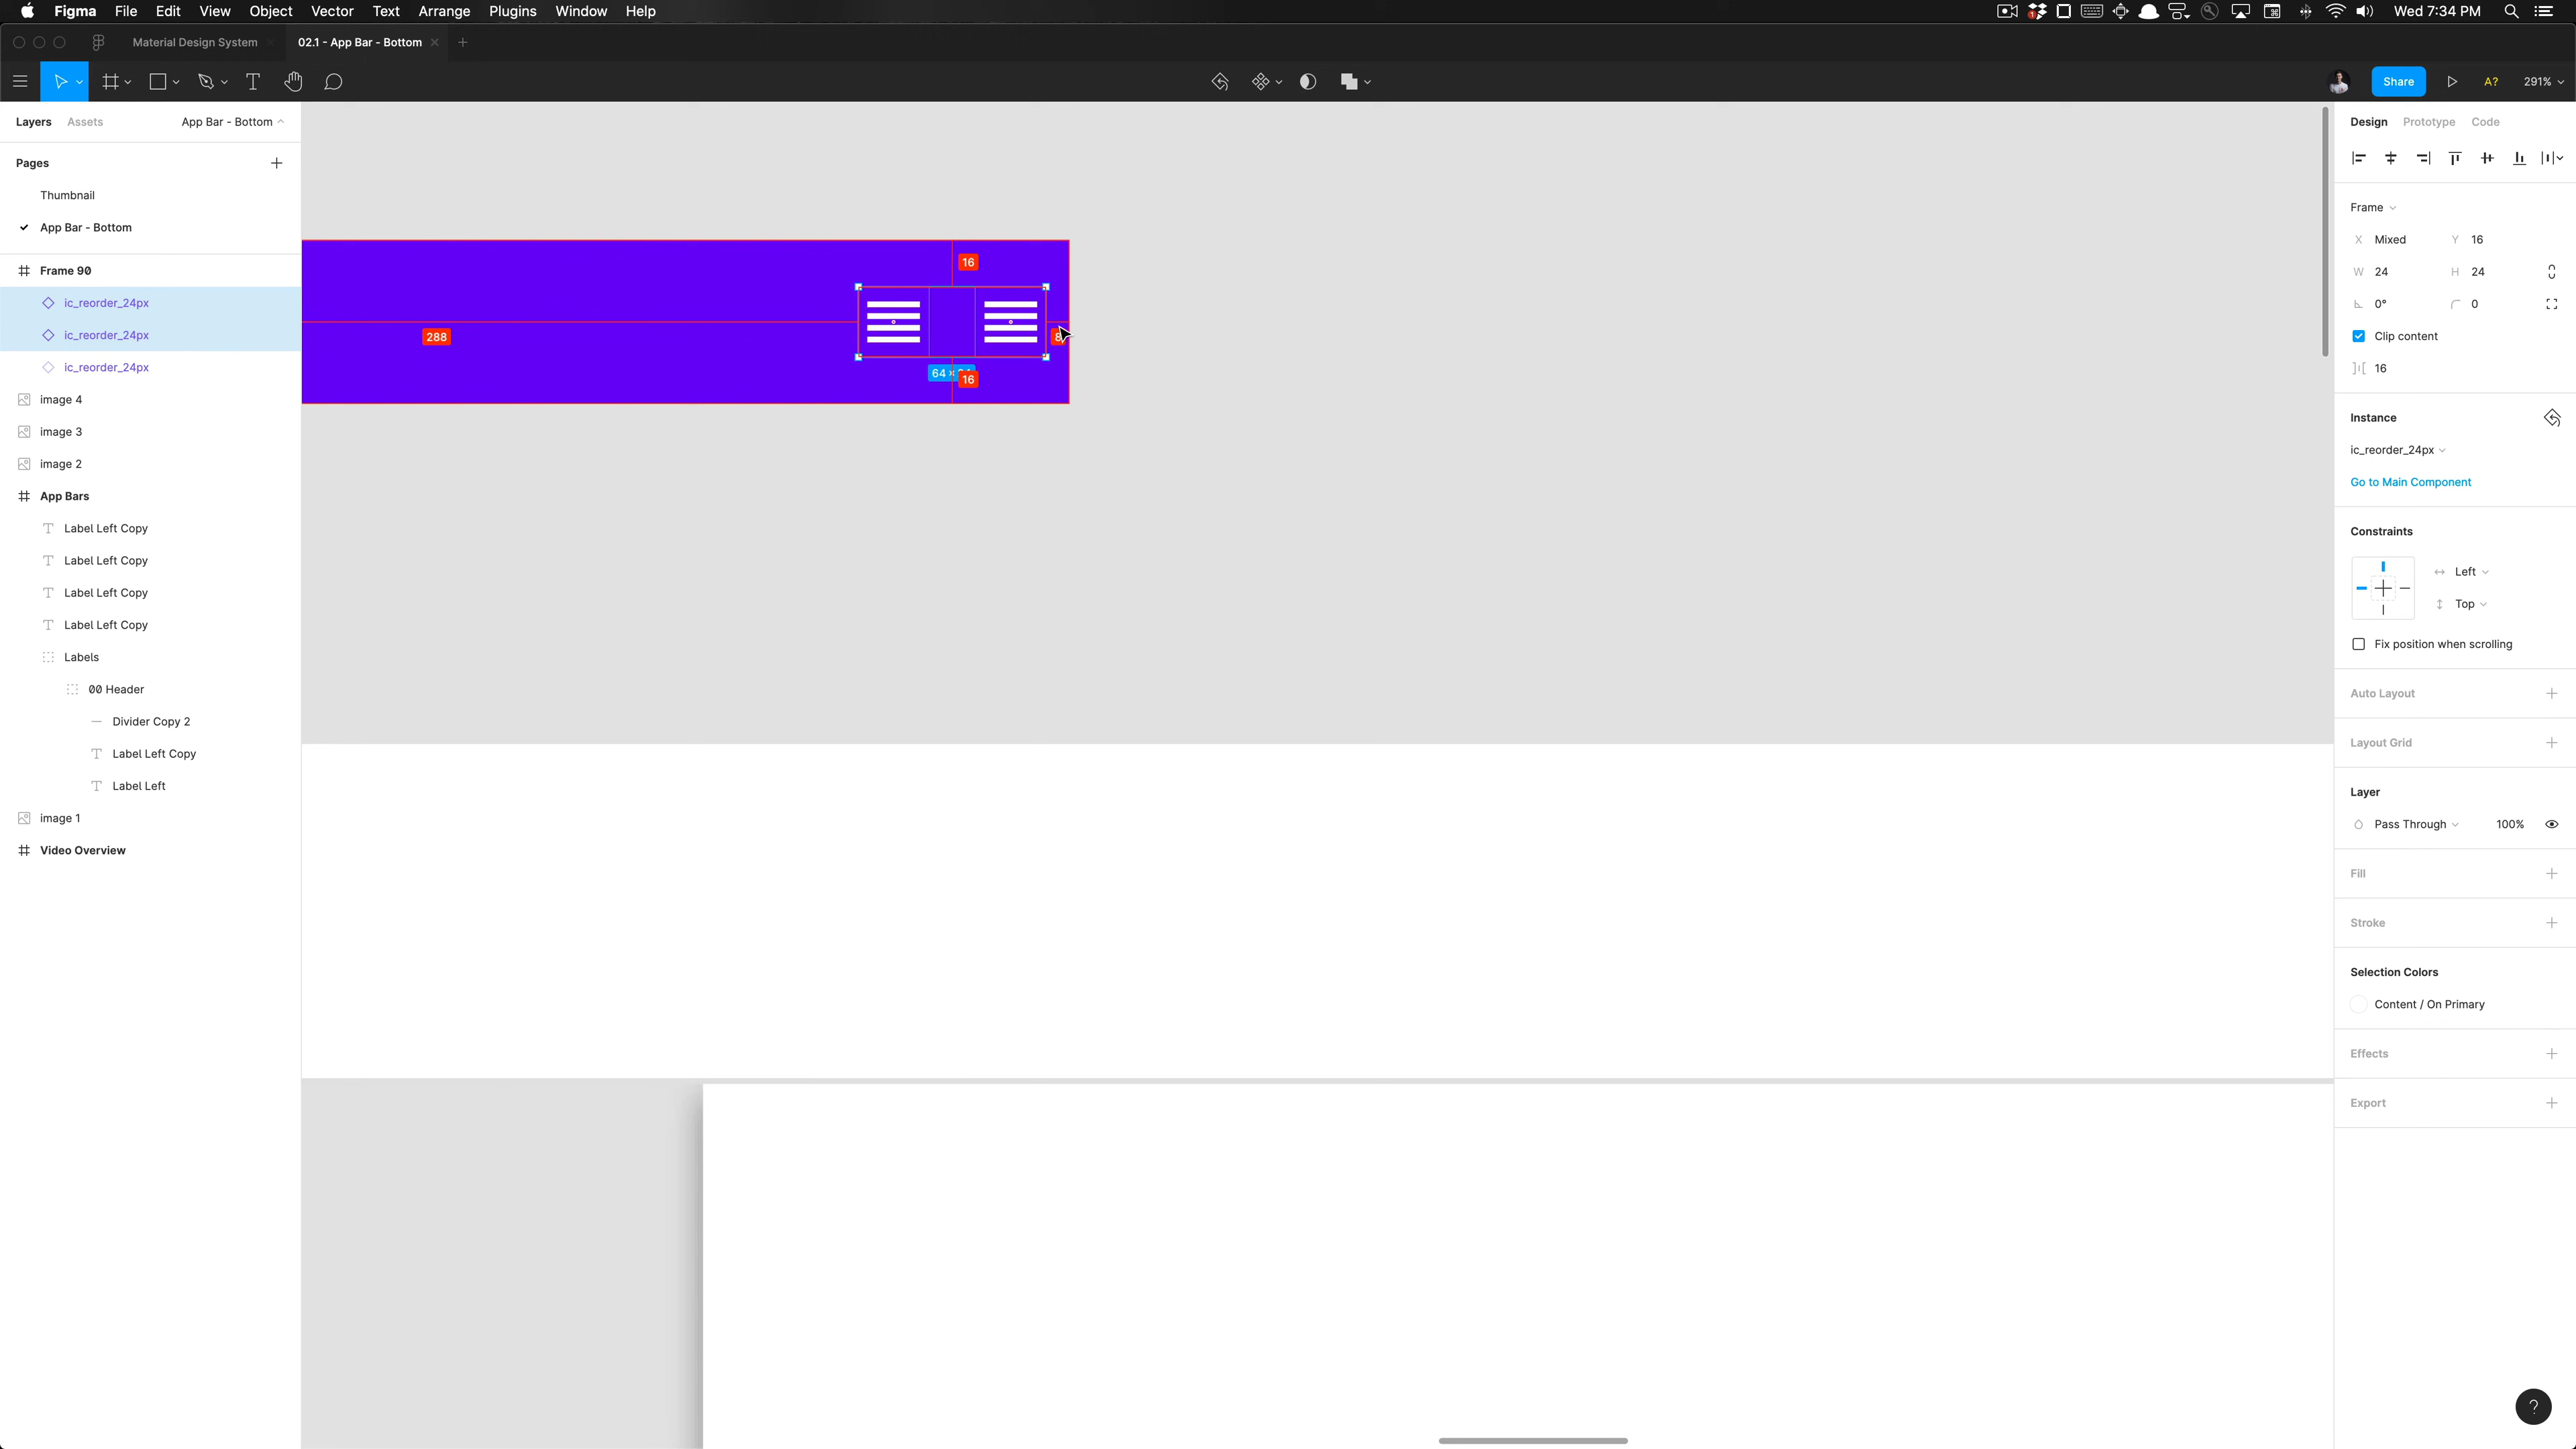 Figma File Edit View Object Vector Text Arrange Plugins Window Help Wed 7:34 PM
Material Design System 02.1 - App Bar - Bottom
Share A? 291%
Layers Assets App Bar - Bottom
Pages
Thumbnail
App Bar - Bottom
Frame 90
ic_reorder_24px
ic_reorder_24px
ic_reorder_24px
image 4
image 3
image 2
App Bars
Label Left Copy
Label Left Copy
Label Left Copy
Label Left Copy
Labels
00 Header
Divider Copy 2
Label Left Copy
Label Left
image 1
Video Overview
16
288
8
64 ×
16
Design Prototype Code
Frame
X Mixed Y 16
W 24 H 24
0° 0
Clip content
16
Instance
ic_reorder_24px
Go to Main Component
Constraints
Left
Top
Fix position when scrolling
Auto Layout
Layout Grid
Layer
Pass Through 100%
Fill
Stroke
Selection Colors
Content / On Primary
Effects
Export
?